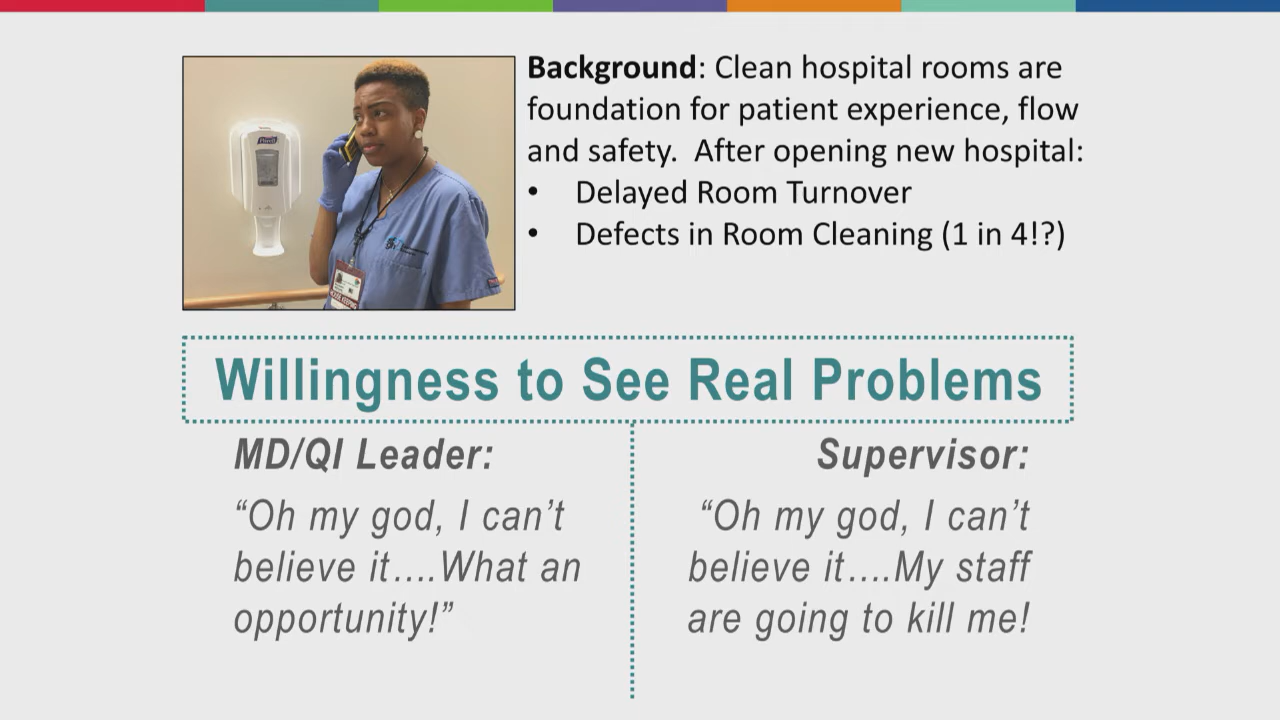 Background: Clean hospital rooms are
foundation for patient experience, flow
and safety. After opening new hospital:
• Delayed Room Turnover
• Defects in Room Cleaning (1 in 4!?)
Willingness to See Real Problems
MD/QI Leader:
“Oh my god, I can’t
believe it….What an
opportunity!”
Supervisor:
“Oh my god, I can’t
believe it….My staff
are going to kill me!